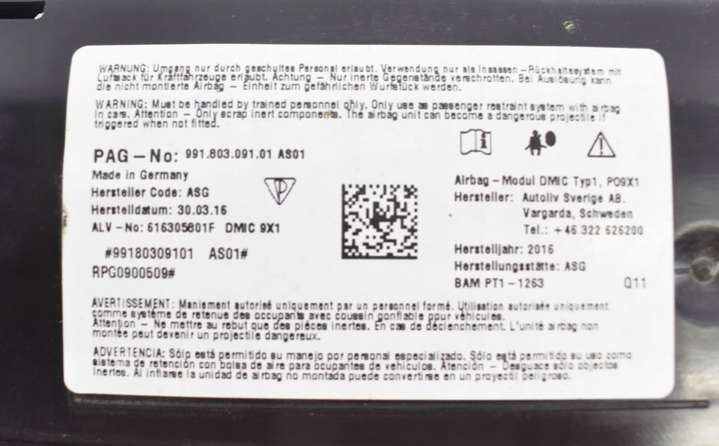 WARNUNG: Umgang nur durch geschultes Personal erlaubt. Verwendung nur als Insassen-Rückhaltesystem mit
Luftsack für Kraftfahrzeuge erlaubt. Achtung - Nur inerte Gegenstände verschrotten. Bei Auslösung kann
die nicht montierte Airbag - Einheit zum gefährlichen Wurfstück werden.
WARNING: Must be handled by trained personnel only. Only use as passenger restraint system with airbag
in cars. Attention - Only scrap inert components. The airbag unit can become a dangerous projectile if
triggered when not fitted.
PAG-No: 991.803.091.01 AS01
Made in Germany
Hersteller Code: ASG
Herstelldatum: 30.03.16
ALV-No: 616305801F DMIC 9X1
#99180309101 AS01#
RPG0900509#
Airbag-Modul DMIC Typ1, PO9X1
Hersteller: Autoliv Sverige AB.
Vargarda, Schweden
Tel.: +46 322 626200
Herstelljahr: 2016
Herstellungsstätte: ASG
BAM PT1-1263 Q11
AVERTISSEMENT: Maniement autorisé uniquement par un personnel formé. Utilisation autorisée uniquement
comme système de retenue des occupants avec coussin gonflable pour véhicules.
Attention - Ne mettre au rebut que des pièces inertes. En cas de déclenchement. L'unité airbag non
montée peut devenir un projectile dangereux.
ADVERTENCIA: Sólo está permitido su manejo por personal especializado. Sólo está permitido su uso como
sistema de retención con bolsa de aire para ocupantes de vehículos. Atención - Desguace sólo objectos
inertes. Al inflarse la unidad de airbag no montada puede convertirse en un projectil peligroso.